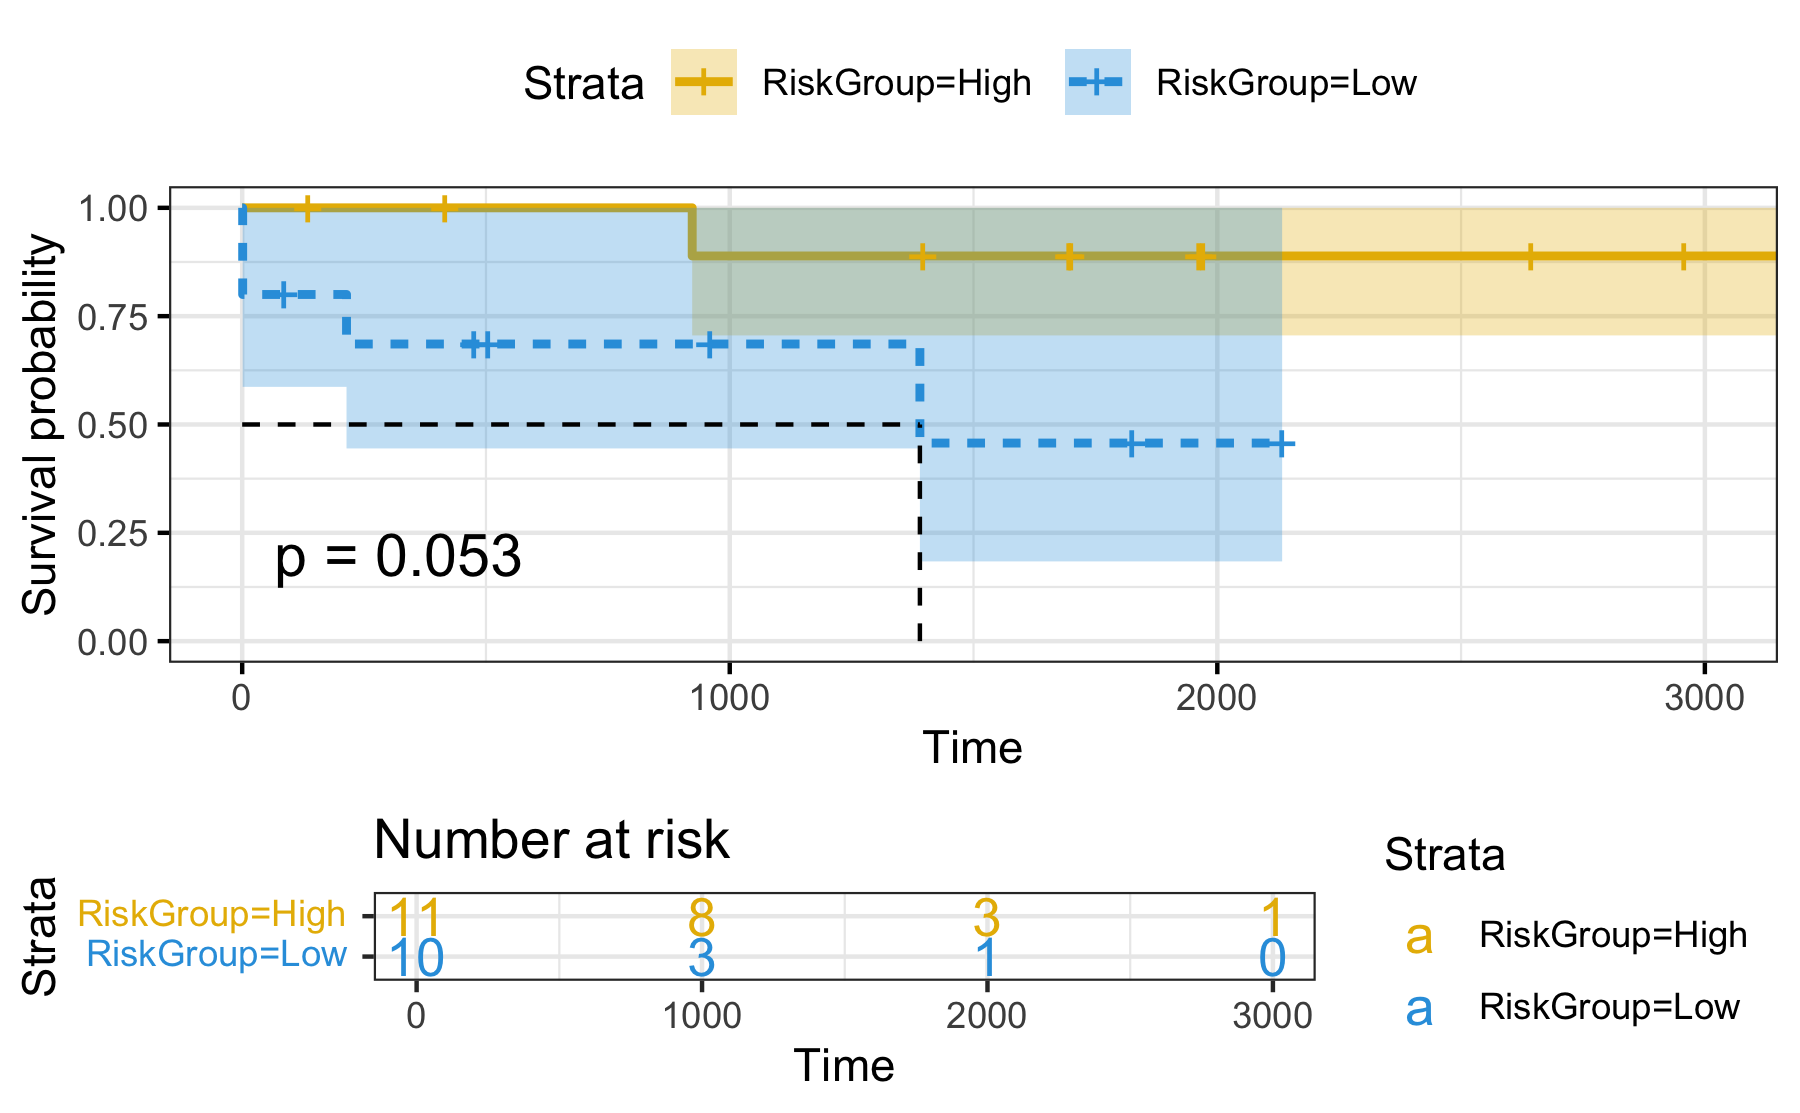 Strata RiskGroup=High RiskGroup=Low
Survival probability
1.00
0.75
0.50
0.25
0.00
p = 0.053
0 1000 2000 3000
Time
Number at risk
Strata
RiskGroup=High 11 8 3 1
RiskGroup=Low 10 3 1 0
0 1000 2000 3000
Time
Strata
a RiskGroup=High
a RiskGroup=Low